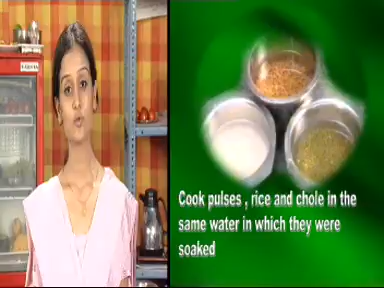 Cook pulses , rice and chole in the
same water in which they were
soaked